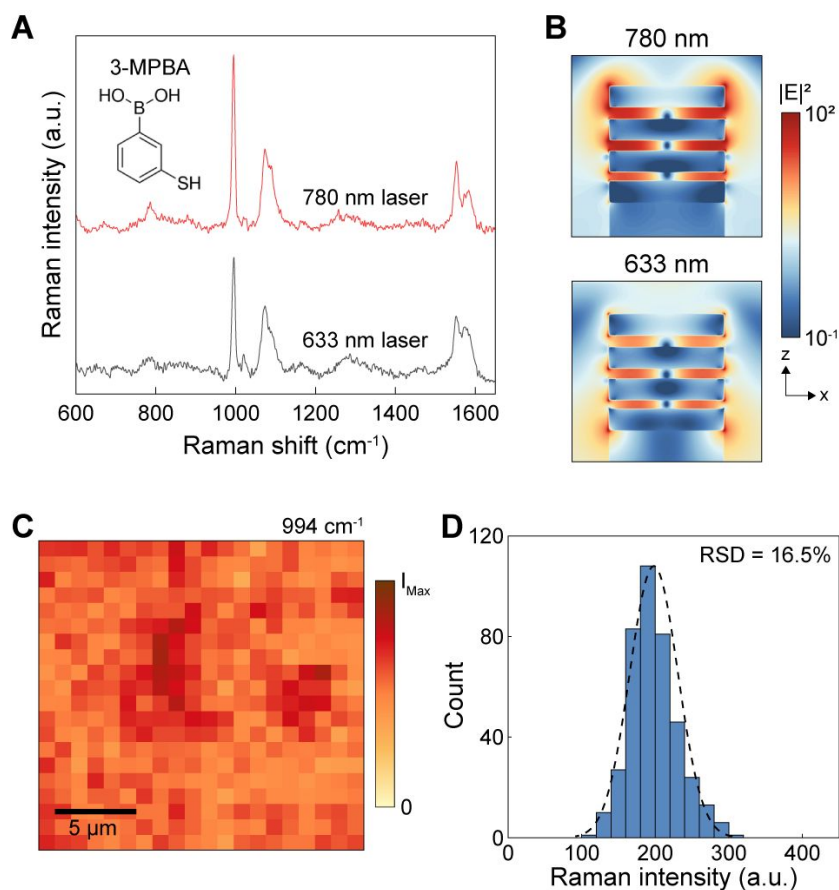 A
3-MPBA
HO
OH
B
SH
780 nm laser
633 nm laser
Raman intensity (a.u.)
600
800
1000
1200
1400
1600
Raman shift (cm⁻¹)
B
780 nm
|E|²
10²
633 nm
10⁻¹
z
x
C
994 cm⁻¹
I_Max
0
5 µm
D
RSD = 16.5%
120
80
40
0
Count
0
100
200
300
400
Raman intensity (a.u.)